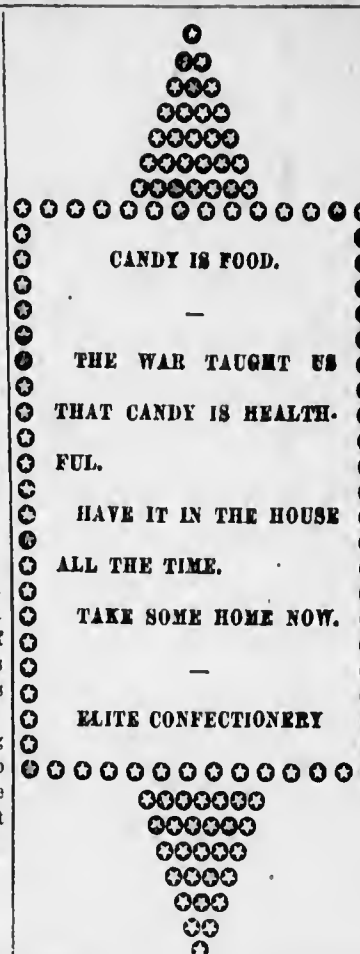 CANDY IS FOOD.
—
THE WAR TAUGHT US
THAT CANDY IS HEALTH-
FUL.
HAVE IT IN THE HOUSE
ALL THE TIME.
TAKE SOME HOME NOW.
—
ELITE CONFECTIONERY